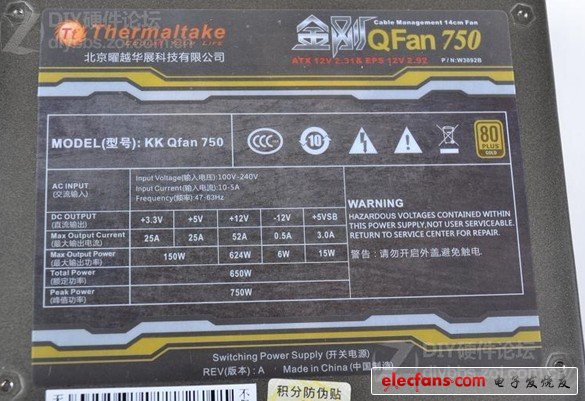 Thermaltake
北京曜越华展科技有限公司
金刚
Cable Management 14cm Fan
QFan 750
ATX 12V 2.31& EPS 12V 2.92
P/N:W3092B
MODEL(型号): KK Qfan 750
CCC
10
80
PLUS
GOLD
AC INPUT
(交流输入)
Input Voltage(输入电压):100V-240V
Input Current(输入电流):10-5A
Frequency(频率):47-63Hz
DC OUTPUT
(直流输出)
+3.3V +5V +12V -12V +5VSB
Max Output Current
(最大输出电流)
25A 25A 52A 0.5A 3.0A
Max Output Power
(最大输出功率)
150W 624W 6W 15W
Total Power
(额定功率)
650W
Peak Power
(峰值功率)
750W
WARNING
HAZARDOUS VOLTAGES CONTAINED WITHIN
THIS POWER SUPPLY,NOT USER SERVICEABLE.
RETURN TO SERVICE CENTER FOR REPAIR.
警告:请勿开启外盖,避免触电.
Switching Power Supply (开关电源)
REV(版本): A Made in China (中国制造)
积分防伪贴
DIY硬件论坛
elecfans.com 电子发烧友